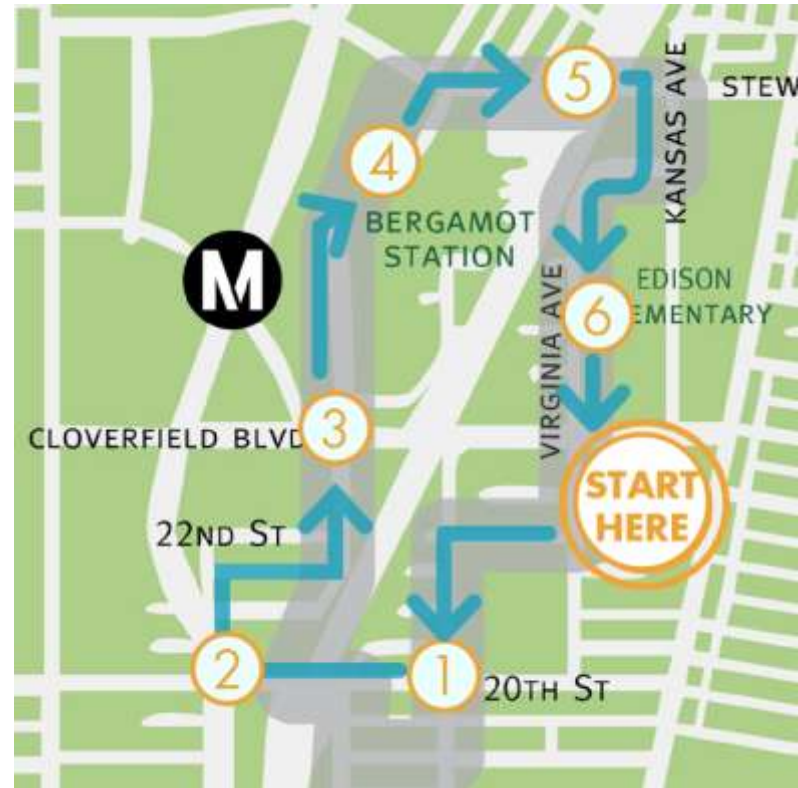 5
KANSAS AVE
STEW
4
BERGAMOT
STATION
M
VIRGINIA AVE
EDISON
EMENTARY
6
CLOVERFIELD BLVD
3
START
HERE
22ND ST
2
1
20TH ST